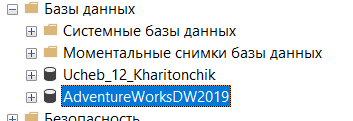 Базы данных
Системные базы данных
Моментальные снимки базы данных
Ucheb_12_Kharitonchik
AdventureWorksDW2019
Безопасность